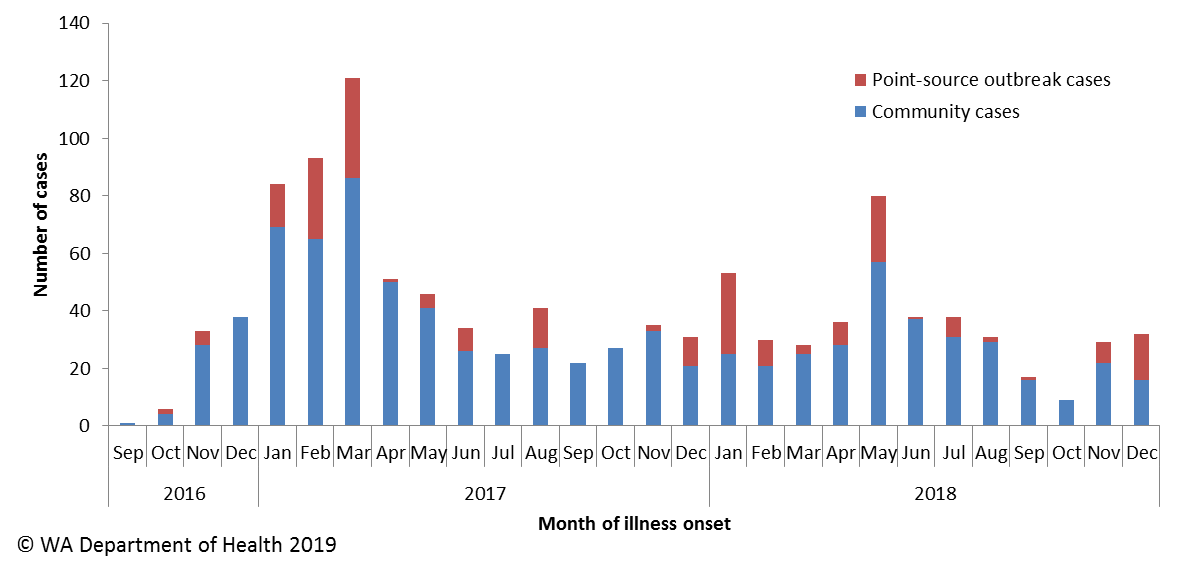 140
120
100
80
60
40
20
0
Number of cases
Point-source outbreak cases
Community cases
Sep Oct Nov Dec Jan Feb Mar Apr May Jun Jul Aug Sep Oct Nov Dec Jan Feb Mar Apr May Jun Jul Aug Sep Oct Nov Dec
2016 2017 2018
Month of illness onset
© WA Department of Health 2019